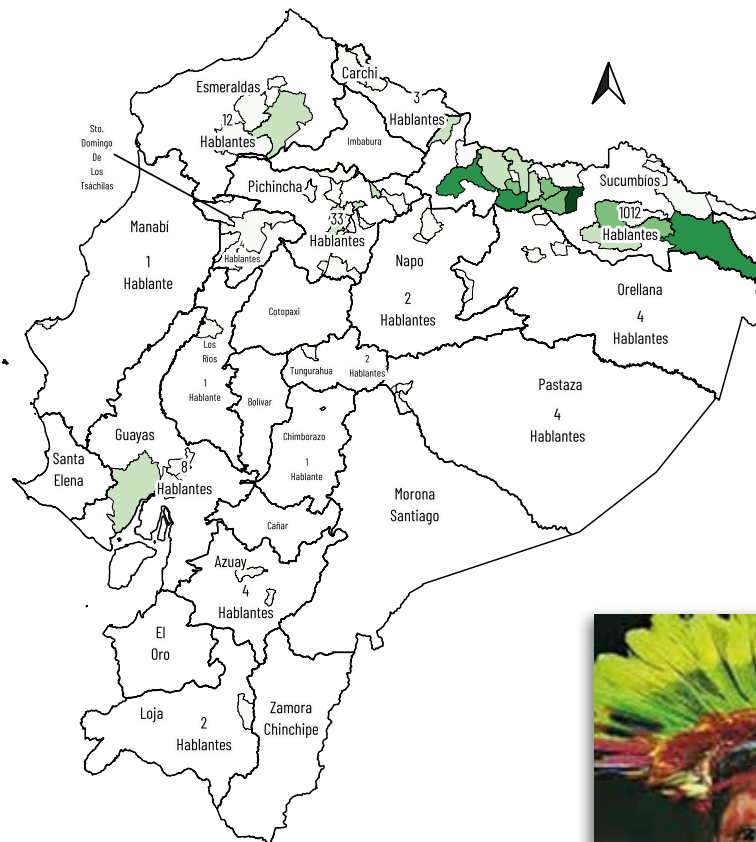 Carchi
3
Hablantes
Esmeraldas
12
Hablantes
Imbabura
Sto.
Domingo
De
Los
Tsáchilas
Pichincha
33
Hablantes
Sucumbíos
1012
Hablantes
Manabí
1
Hablante
4
Hablantes
Napo
2
Hablantes
Orellana
4
Hablantes
Cotopaxi
Los
Ríos
1
Hablante
Bolívar
Tungurahua
2
Hablantes
Pastaza
4
Hablantes
Guayas
8
Hablantes
Santa
Elena
Chimborazo
1
Hablante
Morona
Santiago
Cañar
Azuay
4
Hablantes
El
Oro
Loja
2
Hablantes
Zamora
Chinchipe